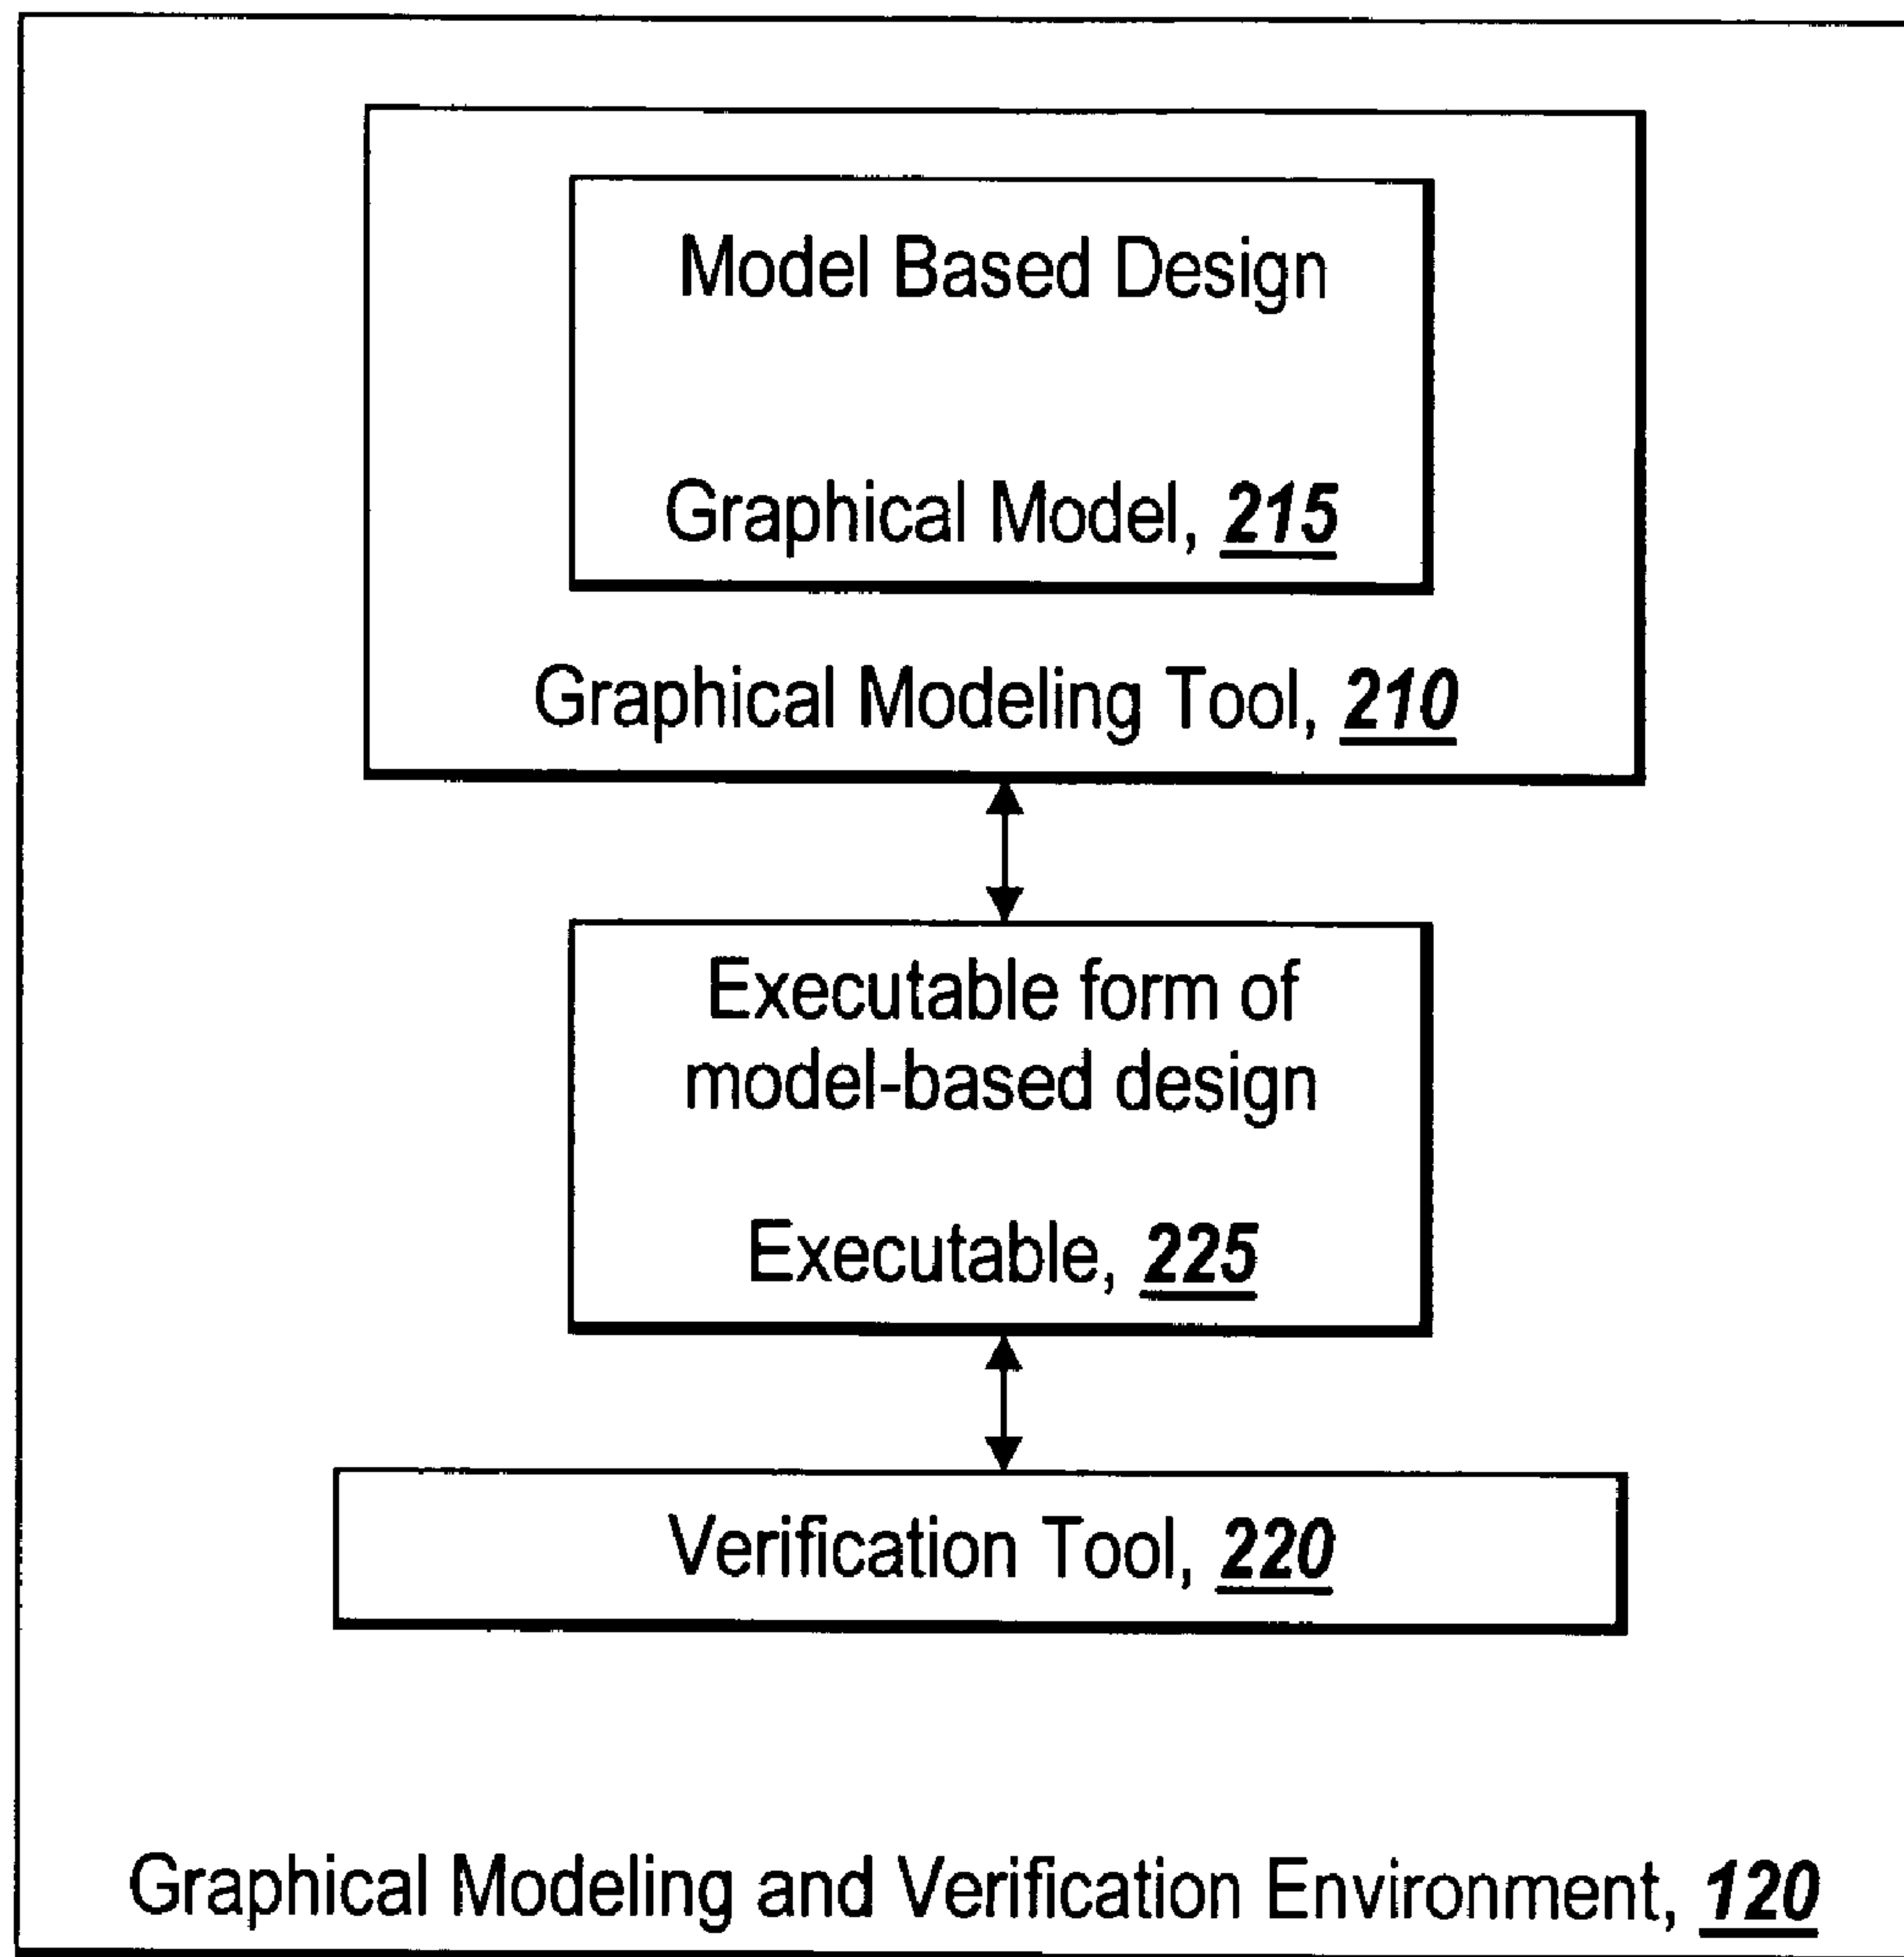 Model Based Design
Graphical Model, 215
Graphical Modeling Tool, 210
Executable form of
model-based design
Executable, 225
Verification Tool, 220
Graphical Modeling and Verification Environment, 120